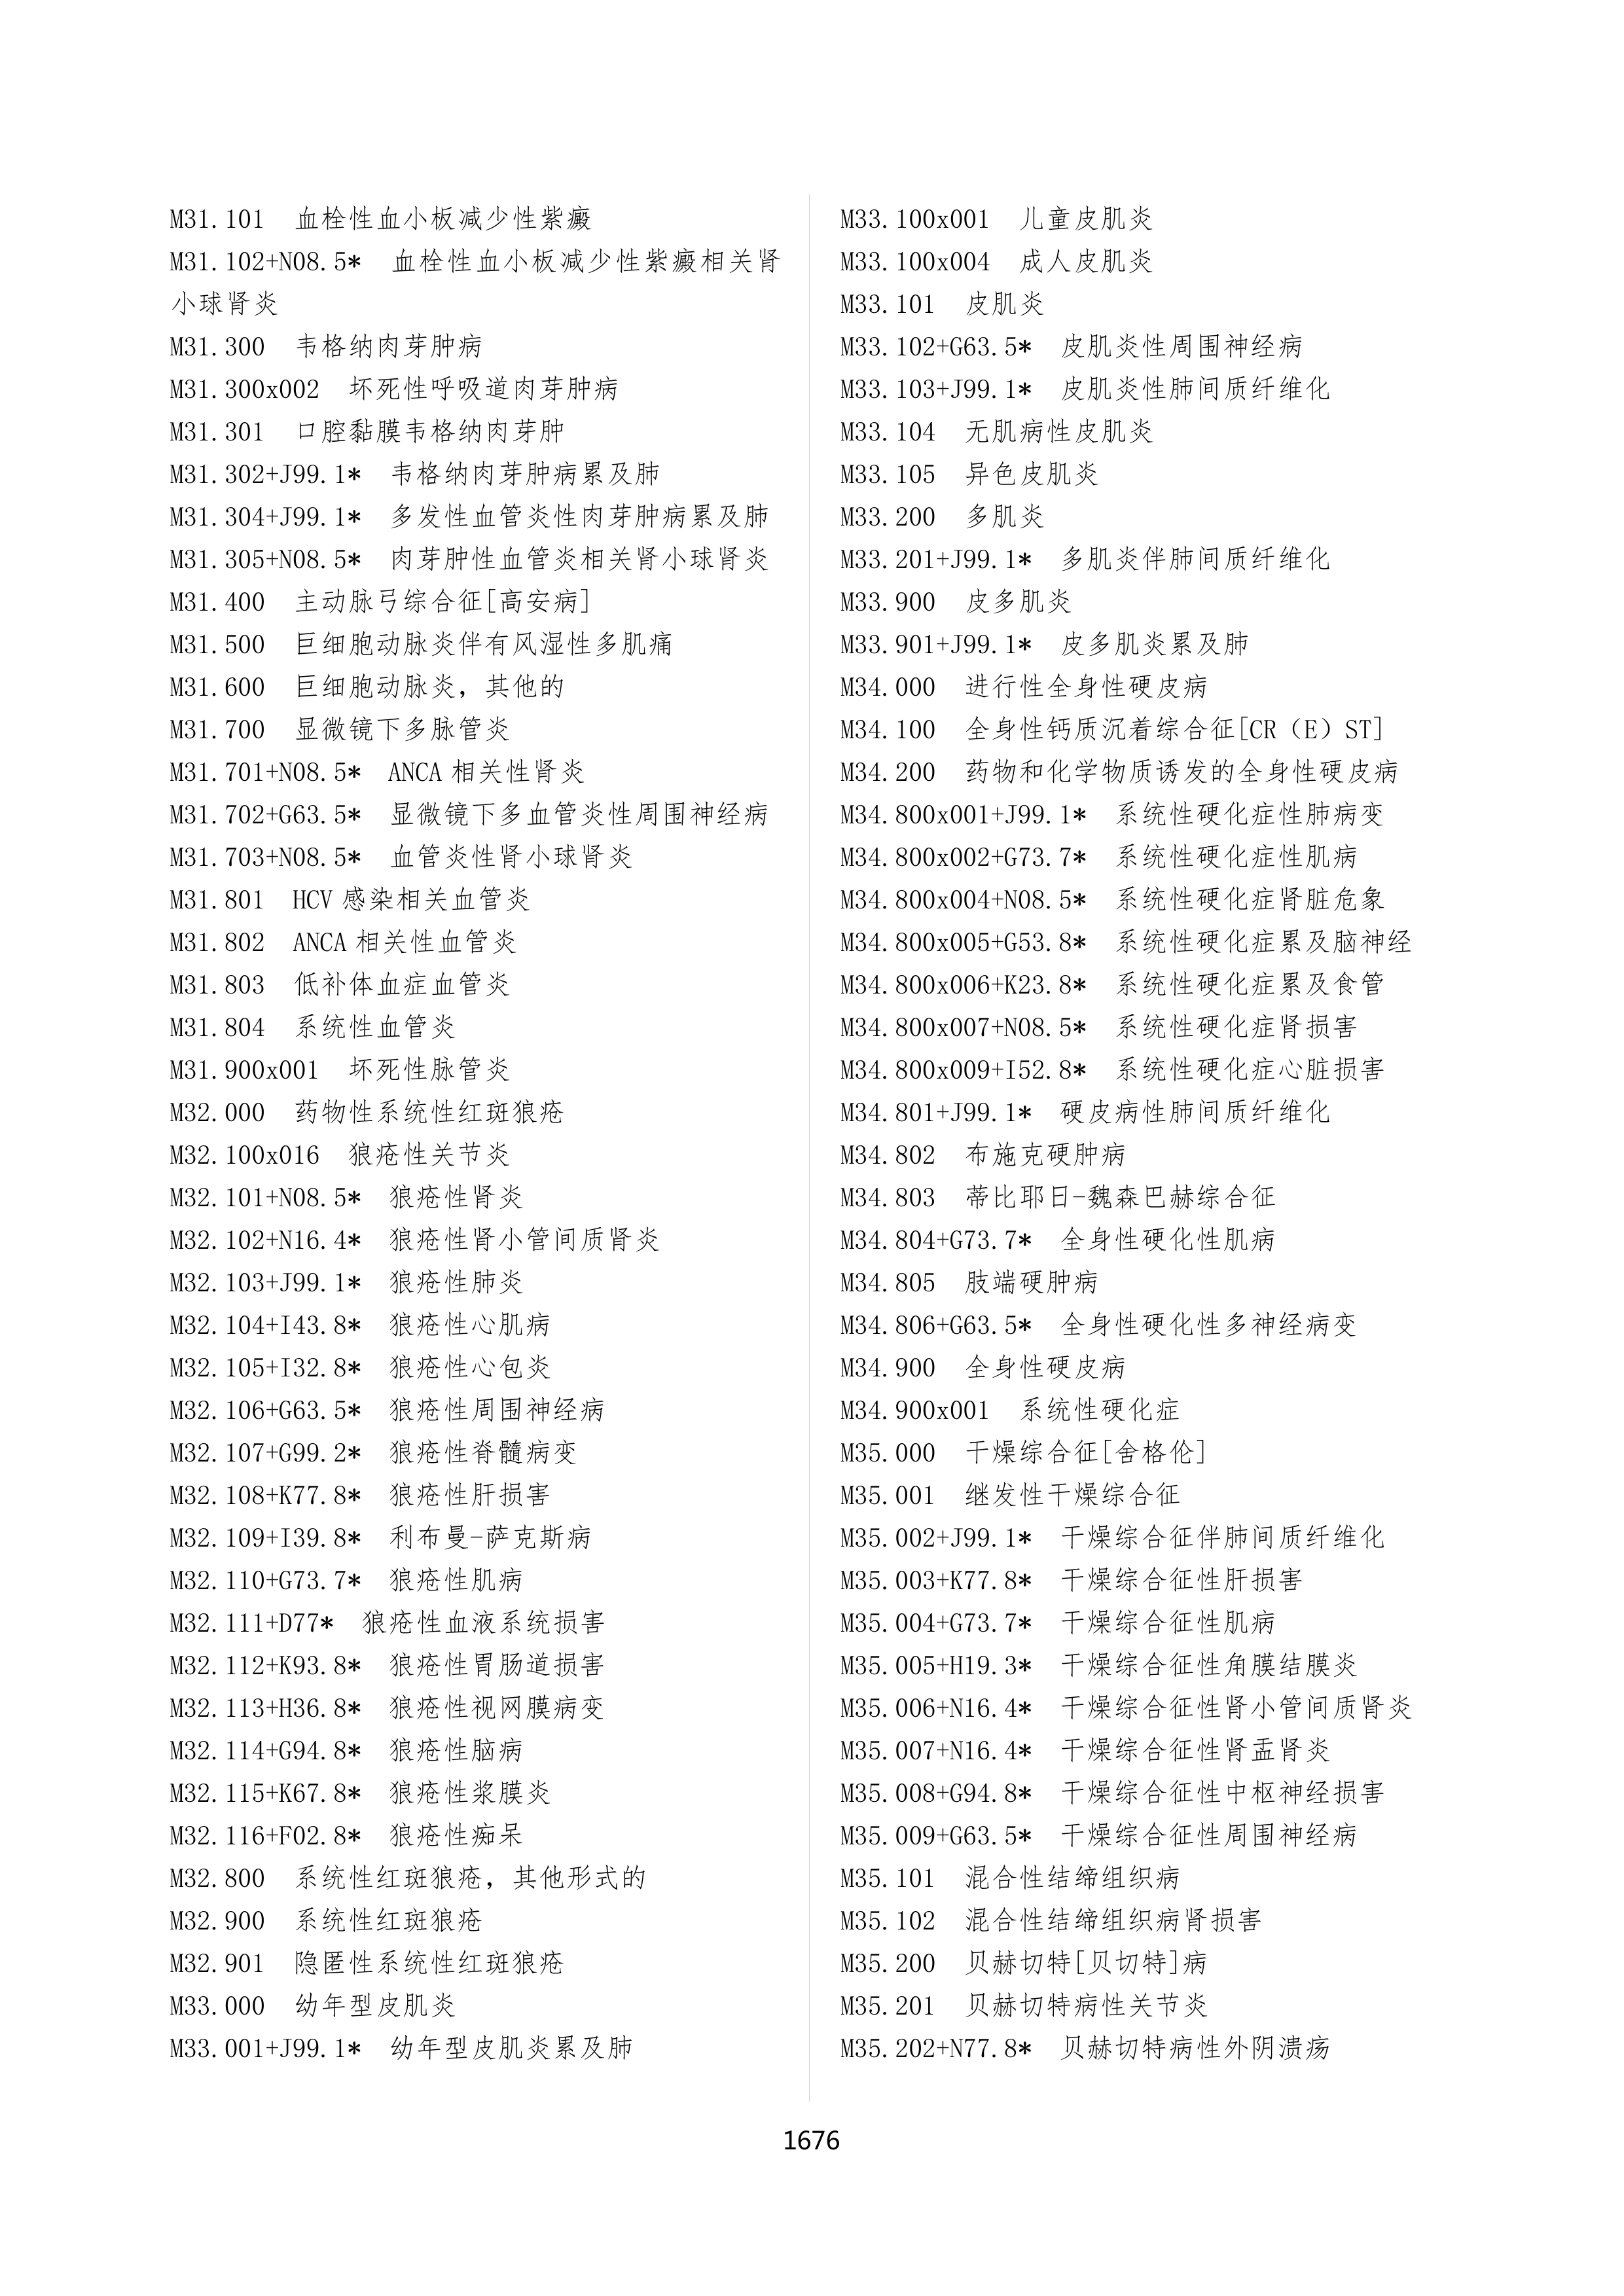 M31.101 血栓性血小板减少性紫癜
M31.102+N08.5* 血栓性血小板减少性紫癜相关肾
小球肾炎
M31.300 韦格纳肉芽肿病
M31.300x002 坏死性呼吸道肉芽肿病
M31.301 口腔黏膜韦格纳肉芽肿
M31.302+J99.1* 韦格纳肉芽肿病累及肺
M31.304+J99.1* 多发性血管炎性肉芽肿病累及肺
M31.305+N08.5* 肉芽肿性血管炎相关肾小球肾炎
M31.400 主动脉弓综合征[高安病]
M31.500 巨细胞动脉炎伴有风湿性多肌痛
M31.600 巨细胞动脉炎，其他的
M31.700 显微镜下多脉管炎
M31.701+N08.5* ANCA 相关性肾炎
M31.702+G63.5* 显微镜下多血管炎性周围神经病
M31.703+N08.5* 血管炎性肾小球肾炎
M31.801 HCV 感染相关血管炎
M31.802 ANCA 相关性血管炎
M31.803 低补体血症血管炎
M31.804 系统性血管炎
M31.900x001 坏死性脉管炎
M32.000 药物性系统性红斑狼疮
M32.100x016 狼疮性关节炎
M32.101+N08.5* 狼疮性肾炎
M32.102+N16.4* 狼疮性肾小管间质肾炎
M32.103+J99.1* 狼疮性肺炎
M32.104+I43.8* 狼疮性心肌病
M32.105+I32.8* 狼疮性心包炎
M32.106+G63.5* 狼疮性周围神经病
M32.107+G99.2* 狼疮性脊髓病变
M32.108+K77.8* 狼疮性肝损害
M32.109+I39.8* 利布曼-萨克斯病
M32.110+G73.7* 狼疮性肌病
M32.111+D77* 狼疮性血液系统损害
M32.112+K93.8* 狼疮性胃肠道损害
M32.113+H36.8* 狼疮性视网膜病变
M32.114+G94.8* 狼疮性脑病
M32.115+K67.8* 狼疮性浆膜炎
M32.116+F02.8* 狼疮性痴呆
M32.800 系统性红斑狼疮，其他形式的
M32.900 系统性红斑狼疮
M32.901 隐匿性系统性红斑狼疮
M33.000 幼年型皮肌炎
M33.001+J99.1* 幼年型皮肌炎累及肺
M33.100x001 儿童皮肌炎
M33.100x004 成人皮肌炎
M33.101 皮肌炎
M33.102+G63.5* 皮肌炎性周围神经病
M33.103+J99.1* 皮肌炎性肺间质纤维化
M33.104 无肌病性皮肌炎
M33.105 异色皮肌炎
M33.200 多肌炎
M33.201+J99.1* 多肌炎伴肺间质纤维化
M33.900 皮多肌炎
M33.901+J99.1* 皮多肌炎累及肺
M34.000 进行性全身性硬皮病
M34.100 全身性钙质沉着综合征[CR（E）ST]
M34.200 药物和化学物质诱发的全身性硬皮病
M34.800x001+J99.1* 系统性硬化症性肺病变
M34.800x002+G73.7* 系统性硬化症性肌病
M34.800x004+N08.5* 系统性硬化症肾脏危象
M34.800x005+G53.8* 系统性硬化症累及脑神经
M34.800x006+K23.8* 系统性硬化症累及食管
M34.800x007+N08.5* 系统性硬化症肾损害
M34.800x009+I52.8* 系统性硬化症心脏损害
M34.801+J99.1* 硬皮病性肺间质纤维化
M34.802 布施克硬肿病
M34.803 蒂比耶日-魏森巴赫综合征
M34.804+G73.7* 全身性硬化性肌病
M34.805 肢端硬肿病
M34.806+G63.5* 全身性硬化性多神经病变
M34.900 全身性硬皮病
M34.900x001 系统性硬化症
M35.000 干燥综合征[舍格伦]
M35.001 继发性干燥综合征
M35.002+J99.1* 干燥综合征伴肺间质纤维化
M35.003+K77.8* 干燥综合征性肝损害
M35.004+G73.7* 干燥综合征性肌病
M35.005+H19.3* 干燥综合征性角膜结膜炎
M35.006+N16.4* 干燥综合征性肾小管间质肾炎
M35.007+N16.4* 干燥综合征性肾盂肾炎
M35.008+G94.8* 干燥综合征性中枢神经损害
M35.009+G63.5* 干燥综合征性周围神经病
M35.101 混合性结缔组织病
M35.102 混合性结缔组织病肾损害
M35.200 贝赫切特[贝切特]病
M35.201 贝赫切特病性关节炎
M35.202+N77.8* 贝赫切特病性外阴溃疡
1676